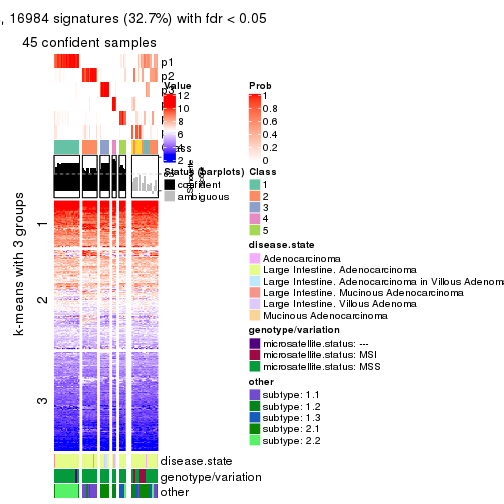 , 16984 signatures (32.7%) with fdr < 0.05
45 confident samples
p1
p2
p3
Value
12
10
8
6
4
2
Prob
1
0.8
0.6
0.4
0.2
0
Class
Status (barplots)
confident
ambiguous
Class
1
2
3
4
5
disease.state
Adenocarcinoma
Large Intestine. Adenocarcinoma
Large Intestine. Adenocarcinoma in Villous Adenom
Large Intestine. Mucinous Adenocarcinoma
Large Intestine. Villous Adenoma
Mucinous Adenocarcinoma
genotype/variation
microsatellite.status: ---
microsatellite.status: MSI
microsatellite.status: MSS
other
subtype: 1.1
subtype: 1.2
subtype: 1.3
subtype: 2.1
subtype: 2.2
k-means with 3 groups
1
2
3
disease.state
genotype/variation
other